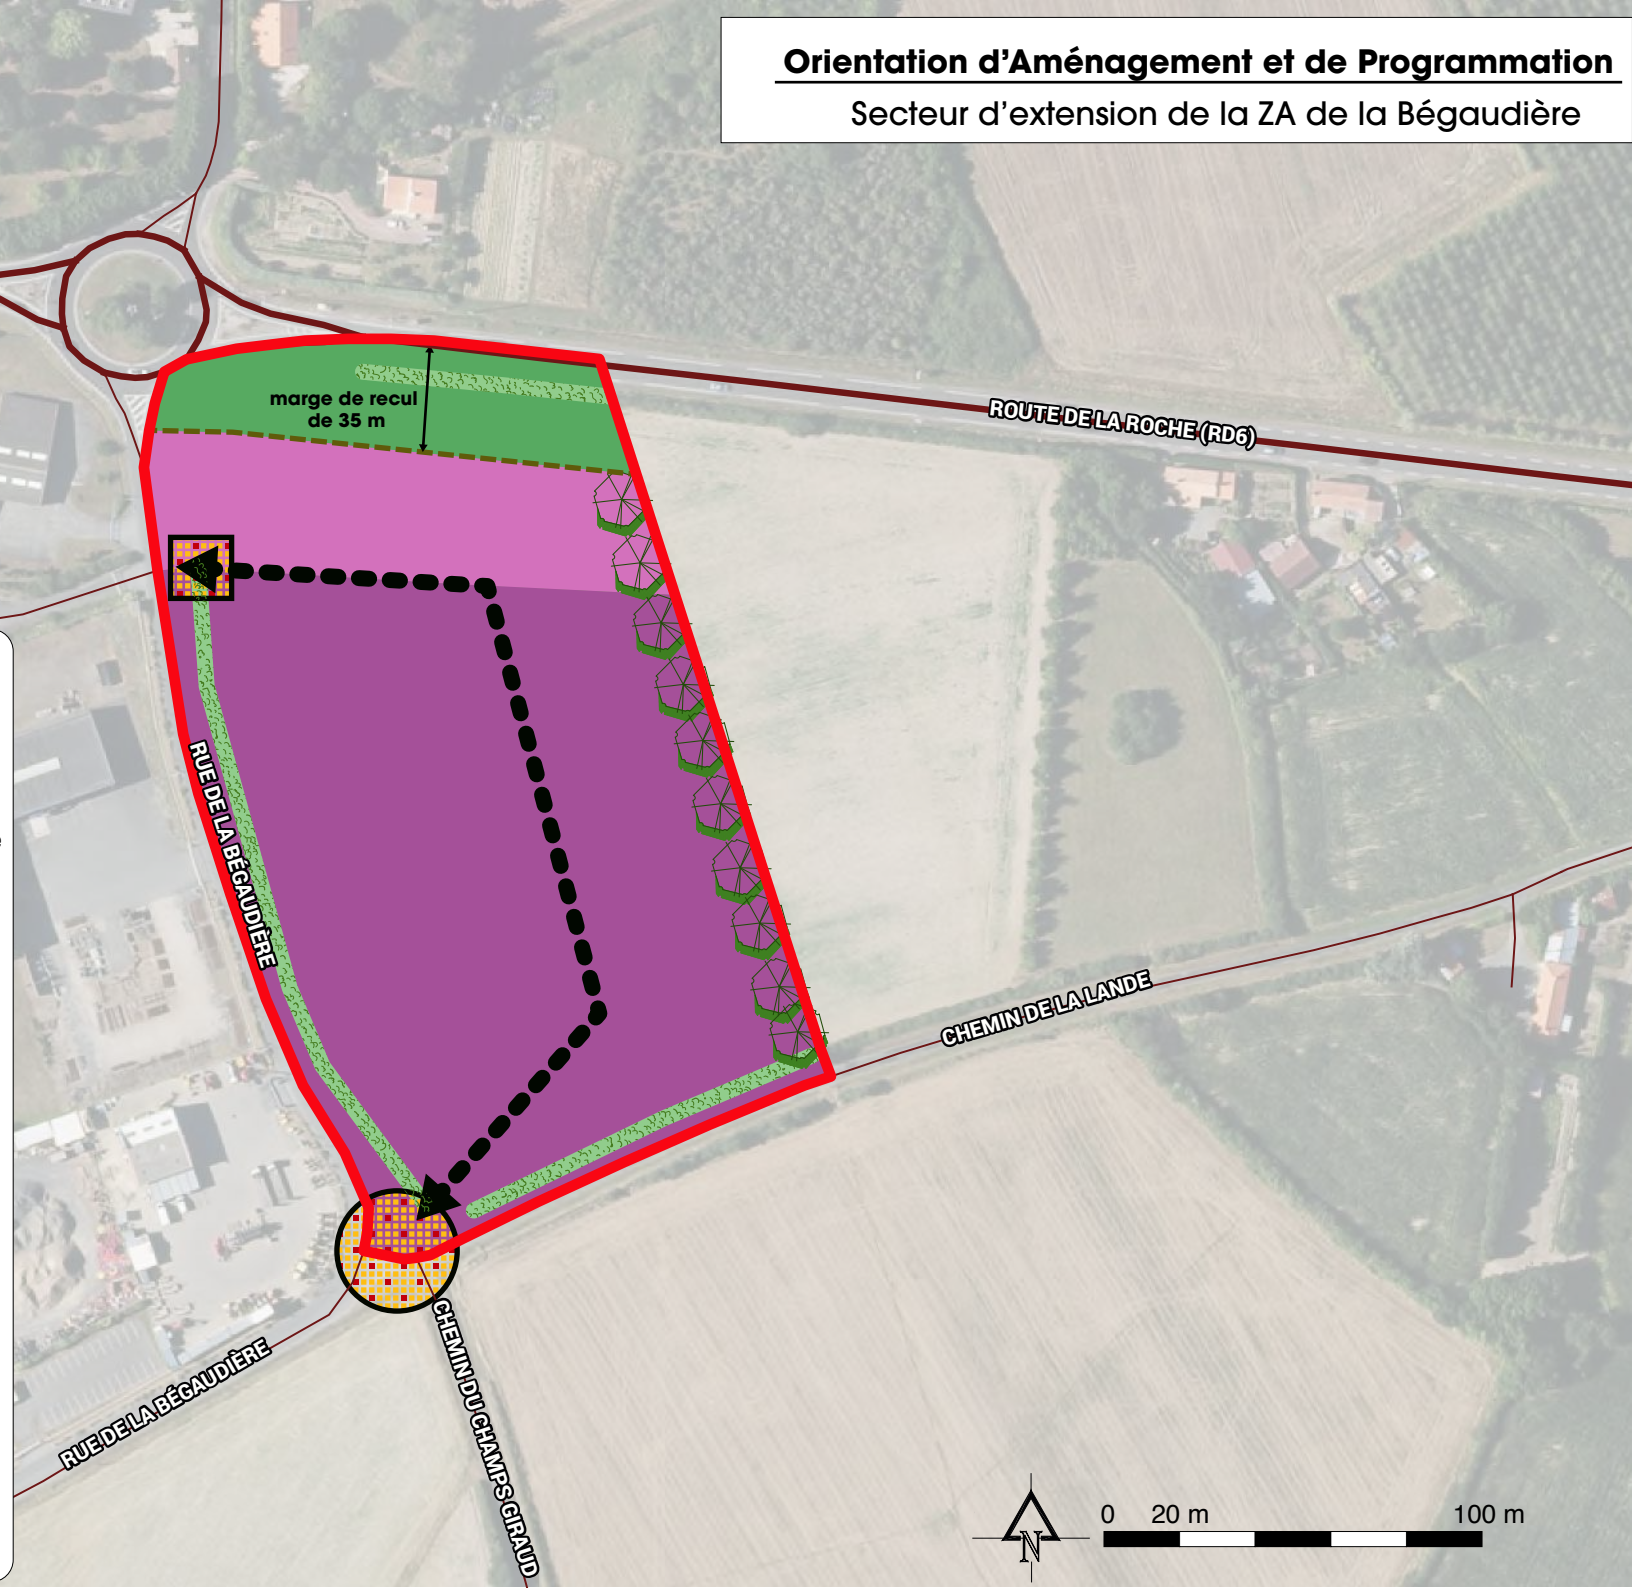 Orientation d'Aménagement et de Programmation
Secteur d'extension de la ZA de la Bégaudière
marge de recul
de 35 m
ROUTE DE LA ROCHE (RD6)
RUE DE LA BÉGAUDIÈRE
CHEMIN DE LA LANDE
CHEMIN DU CHAMPS GIRAUD
RUE DE LA BÉGAUDIÈRE
N
0 20 m 100 m